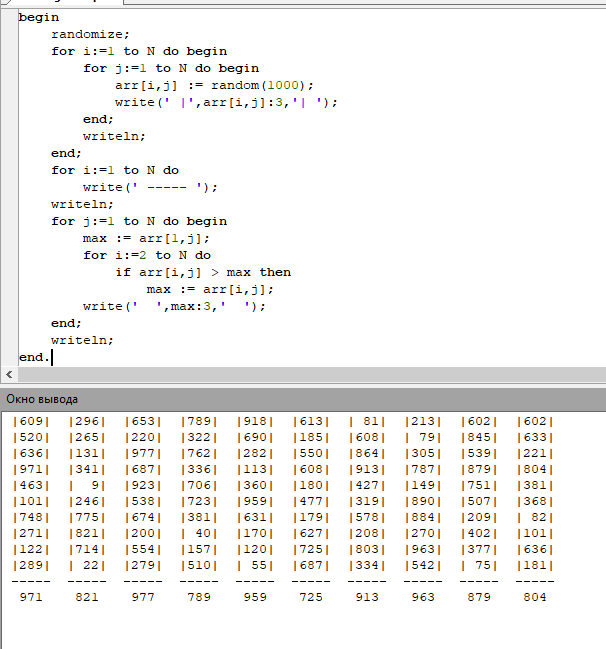 begin
    randomize;
    for i:=1 to N do begin
        for j:=1 to N do begin
            arr[i,j] := random(1000);
            write(' |',arr[i,j]:3,'| ');
        end;
        writeln;
    end;
    for i:=1 to N do
        write(' ----- ');
    writeln;
    for j:=1 to N do begin
        max := arr[1,j];
        for i:=2 to N do
            if arr[i,j] > max then
                max := arr[i,j];
        write('  ',max:3,'  ');
    end;
    writeln;
end.
Окно вывода
|609|  |296|  |653|  |789|  |918|  |613|  | 81|  |213|  |602|  |602|
|520|  |265|  |220|  |322|  |690|  |185|  |608|  | 79|  |845|  |633|
|636|  |131|  |977|  |762|  |282|  |550|  |864|  |305|  |539|  |221|
|971|  |341|  |687|  |336|  |113|  |608|  |913|  |787|  |879|  |804|
|463|  |  9|  |923|  |706|  |360|  |180|  |427|  |149|  |751|  |381|
|101|  |246|  |538|  |723|  |959|  |477|  |319|  |890|  |507|  |368|
|748|  |775|  |674|  |381|  |631|  |179|  |578|  |884|  |209|  | 82|
|271|  |821|  |200|  | 40|  |170|  |627|  |208|  |270|  |402|  |101|
|122|  |714|  |554|  |157|  |120|  |725|  |803|  |963|  |377|  |636|
|289|  | 22|  |279|  |510|  | 55|  |687|  |334|  |542|  | 75|  |181|
-----  -----  -----  -----  -----  -----  -----  -----  -----  -----
 971    821    977    789    959    725    913    963    879    804